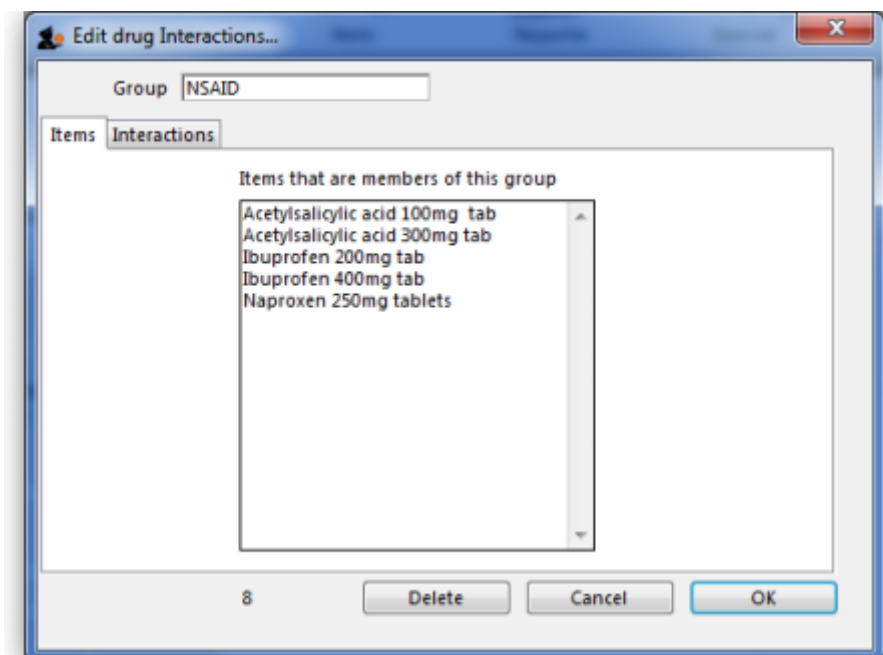 Edit drug Interactions...
Group NSAID
Items Interactions
Items that are members of this group
Acetylsalicylic acid 100mg  tab
Acetylsalicylic acid 300mg tab
Ibuprofen 200mg tab
Ibuprofen 400mg tab
Naproxen 250mg tablets
8 Delete Cancel OK